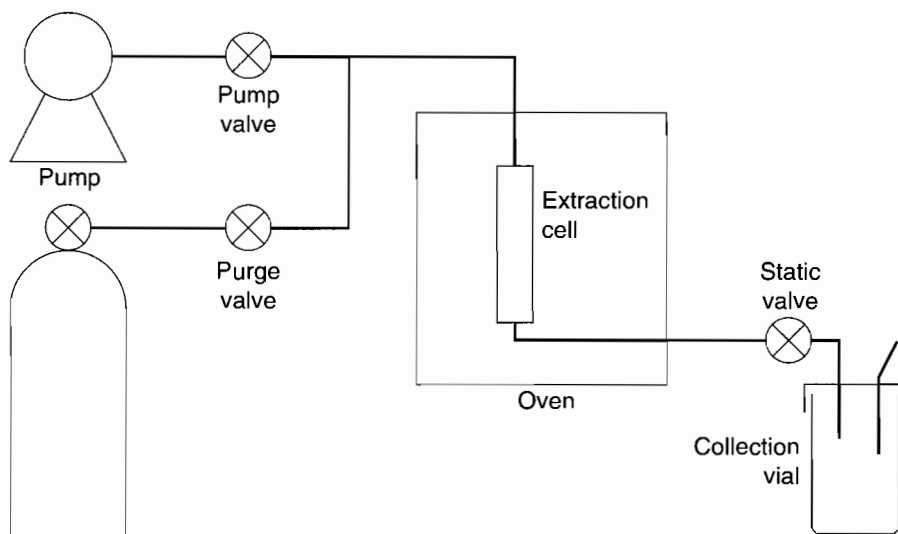 Pump
valve
Pump
Purge
valve
Extraction
cell
Oven
Static
valve
Collection
vial